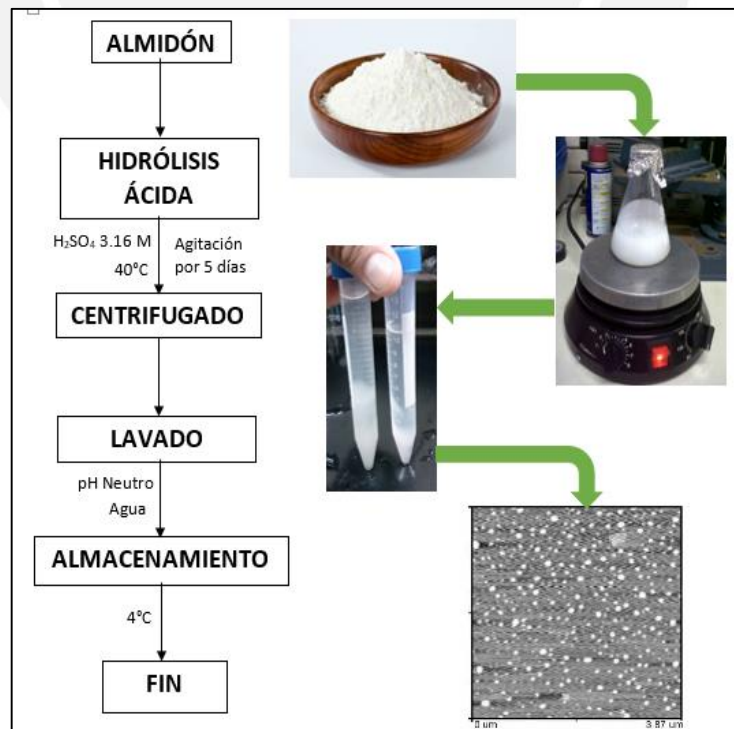 ALMIDÓN
HIDRÓLISIS
ÁCIDA
H₂SO₄ 3.16 M
40°C
Agitación
por 5 días
CENTRIFUGADO
LAVADO
pH Neutro
Agua
ALMACENAMIENTO
4°C
FIN
0 um
3.87 um